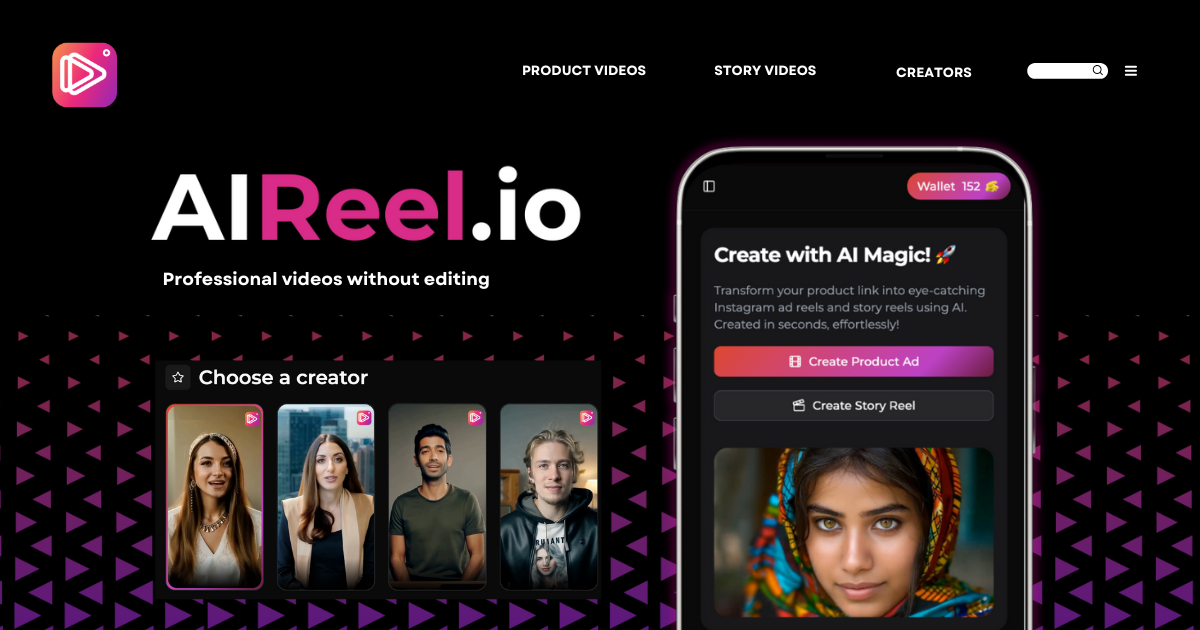 PRODUCT VIDEOS
STORY VIDEOS
CREATORS
AIReel.io
Professional videos without editing
Choose a creator
Wallet 152
Create with AI Magic! 🚀
Transform your product link into eye-catching
Instagram ad reels and story reels using AI.
Created in seconds, effortlessly!
Create Product Ad
Create Story Reel